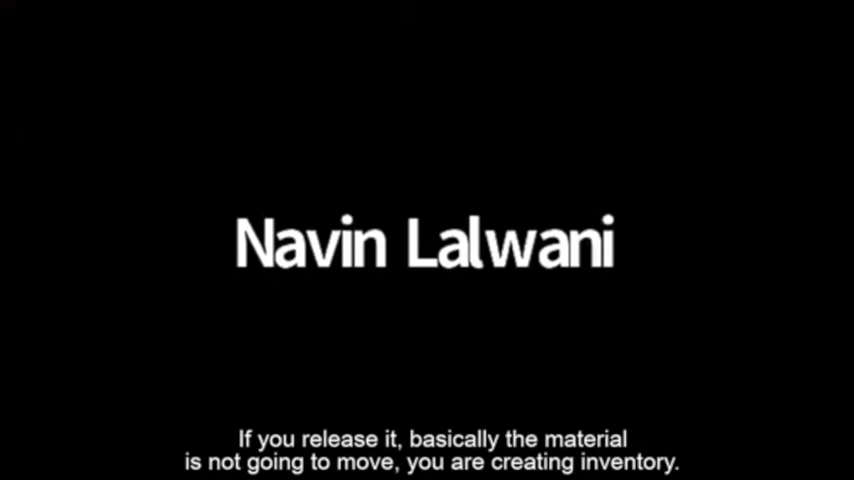 Navin Lalwani
If you release it, basically the material
is not going to move, you are creating inventory.